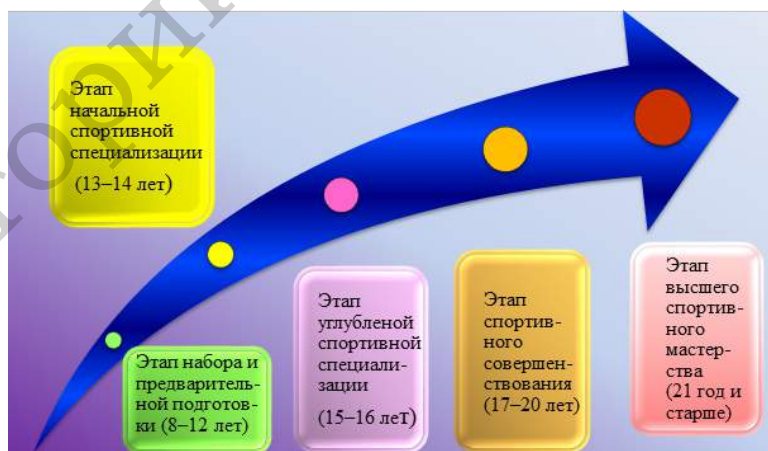 Этап
начальной
спортивной
специализации
(13–14 лет)
Этап набора и
предваритель-
ной подготов-
ки (8–12 лет)
Этап
углубленой
спортивной
специали-
зации
(15–16 лет)
Этап
спортив-
ного
совершен-
ствования
(17–20 лет)
Этап
высшего
спортив-
ного
мастер-
ства
(21 год и
старше)